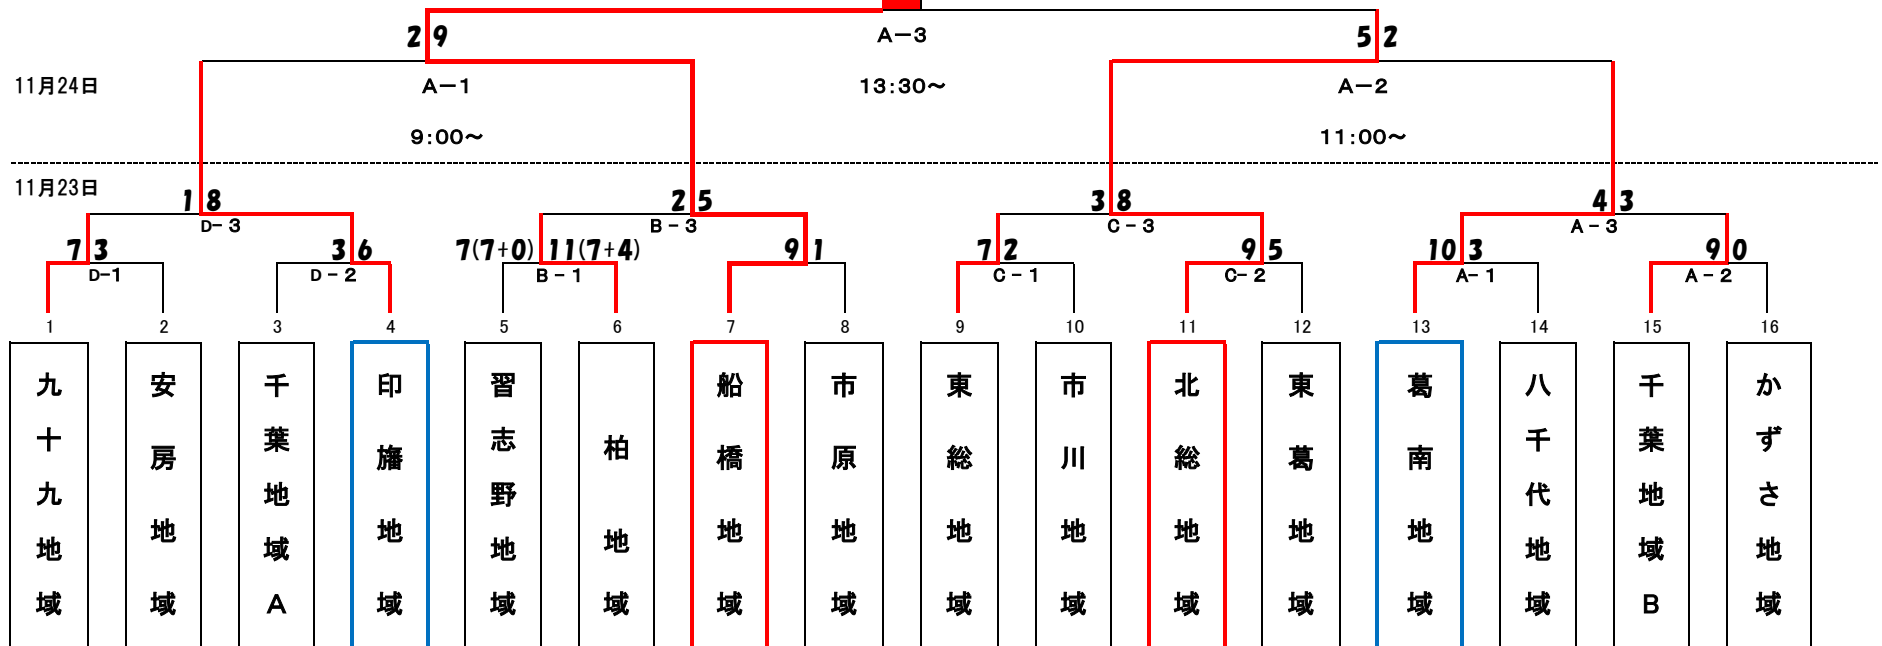 2 9
A-3
5 2
11月24日
A-1
13:30~
A-2
9:00~
11:00~
11月23日
1 8
2 5
3 8
4 3
D-3
B-3
C-3
A-3
7 3
3 6
7(7+0) 11(7+4)
9 1
7 2
9 5
10 3
9 0
D-1
D-2
B-1
C-1
C-2
A-1
A-2
1 2 3 4 5 6 7 8 9 10 11 12 13 14 15 16
九十九地域
安房地域
千葉地域A
印旛地域
習志野地域
柏地域
船橋地域
市原地域
東総地域
市川地域
北総地域
東葛地域
葛南地域
八千代地域
千葉地域B
かずさ地域